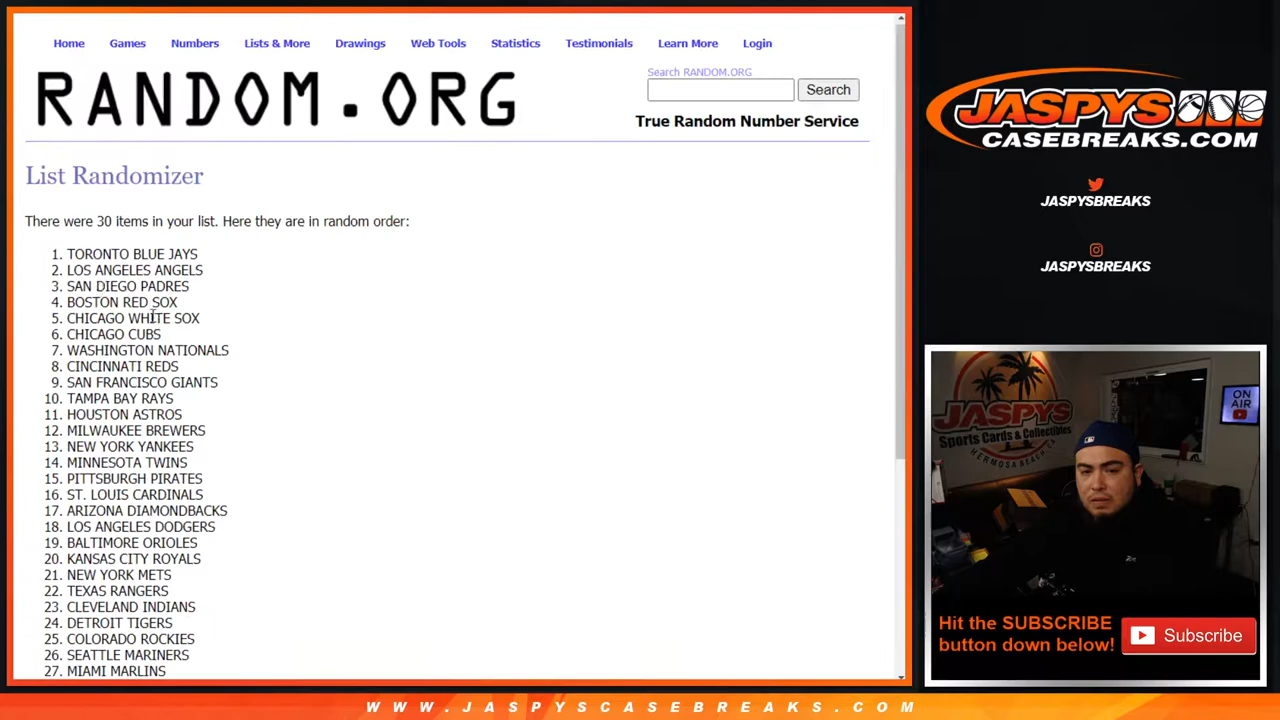 Home Games Numbers Lists & More Drawings Web Tools Statistics Testimonials Learn More Login
RANDOM.ORG
Search RANDOM.ORG
Search
True Random Number Service
List Randomizer
There were 30 items in your list. Here they are in random order:
1. TORONTO BLUE JAYS
2. LOS ANGELES ANGELS
3. SAN DIEGO PADRES
4. BOSTON RED SOX
5. CHICAGO WHITE SOX
6. CHICAGO CUBS
7. WASHINGTON NATIONALS
8. CINCINNATI REDS
9. SAN FRANCISCO GIANTS
10. TAMPA BAY RAYS
11. HOUSTON ASTROS
12. MILWAUKEE BREWERS
13. NEW YORK YANKEES
14. MINNESOTA TWINS
15. PITTSBURGH PIRATES
16. ST. LOUIS CARDINALS
17. ARIZONA DIAMONDBACKS
18. LOS ANGELES DODGERS
19. BALTIMORE ORIOLES
20. KANSAS CITY ROYALS
21. NEW YORK METS
22. TEXAS RANGERS
23. CLEVELAND INDIANS
24. DETROIT TIGERS
25. COLORADO ROCKIES
26. SEATTLE MARINERS
27. MIAMI MARLINS
JASPYS
CASEBREAKS.COM
JASPYSBREAKS
JASPYSBREAKS
JASPYS
Sports Cards & Collectibles
HERMOSA BEACH, CA
ON
AIR
Hit the SUBSCRIBE
button down below!
Subscribe
WWW.JASPYSCASEBREAKS.COM